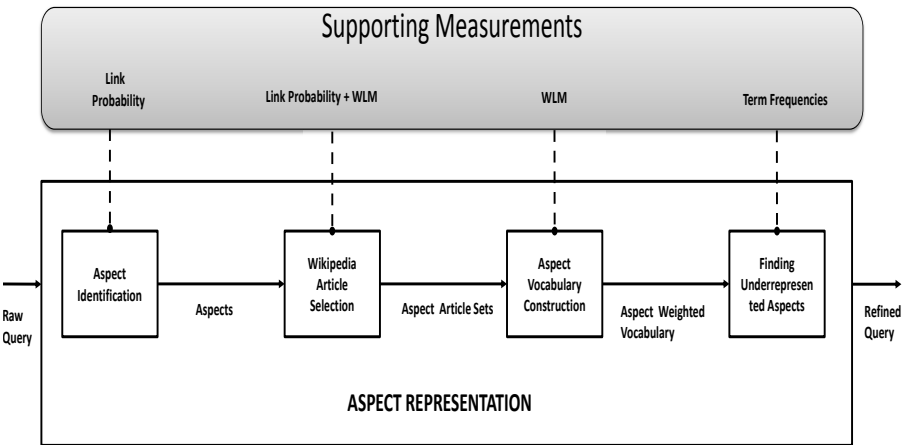 Supporting Measurements
Link
Probability
Link Probability + WLM
WLM
Term Frequencies
Aspect
Identification
Wikipedia
Article
Selection
Aspect
Vocabulary
Construction
Finding
Underrepresen
ted Aspects
Raw
Query
Aspects
Aspect Article Sets
Aspect Weighted
Vocabulary
Refined
Query
ASPECT REPRESENTATION